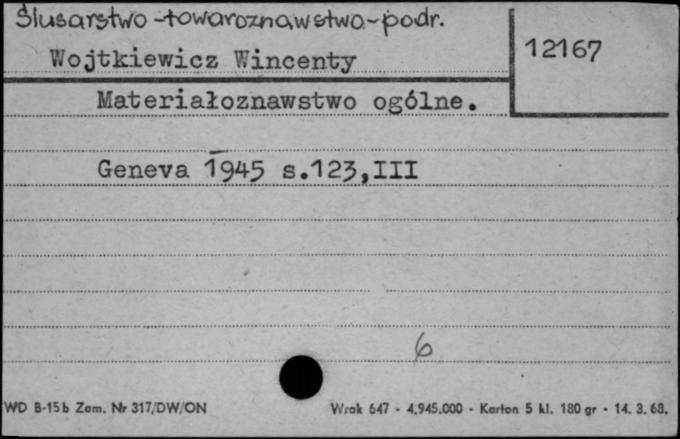 Ślusarstwo-towaroznawstwo-podr.
Wojtkiewicz Wincenty
12167
Materiałoznawstwo ogólne.
Geneva 1945 s.123,III
6
WD B-15b Zam. Nr 317/DW/ON
Wrak 647 - 4.945.000 - Karton 5 kl. 180 gr - 14. 3. 68.